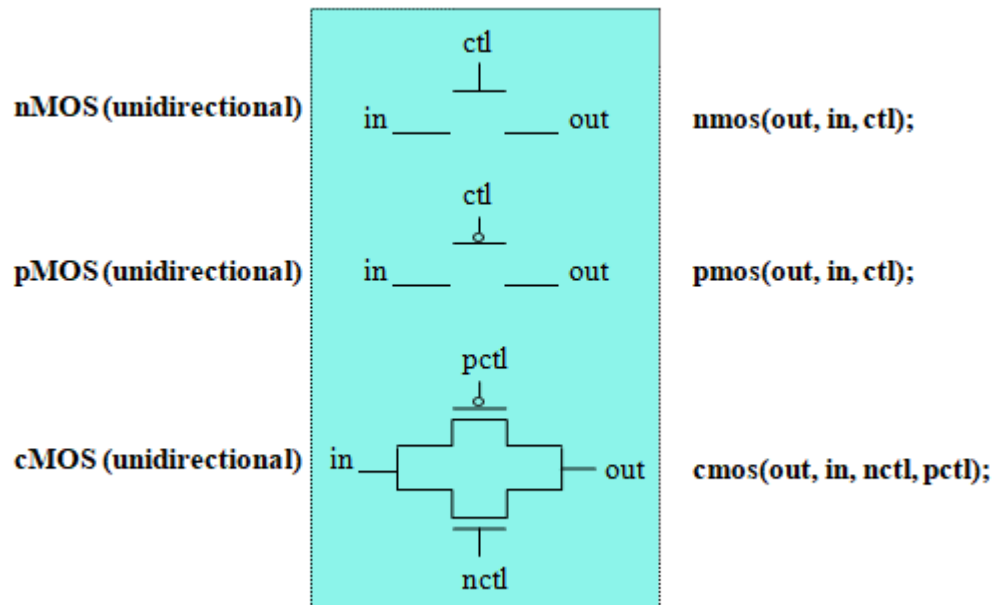 ctl
nMOS (unidirectional)
in
out
nmos(out, in, ctl);
ctl
pMOS (unidirectional)
in
out
pmos(out, in, ctl);
pctl
cMOS (unidirectional)
in
out
cmos(out, in, nctl, pctl);
nctl